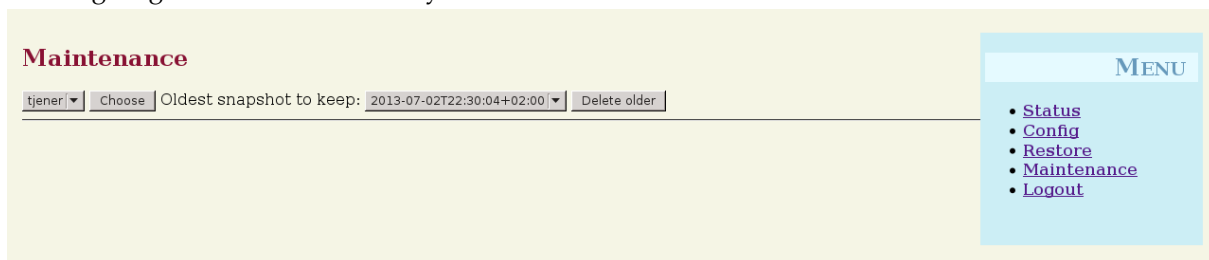 Maintenance
tjener Choose Oldest snapshot to keep: 2013-07-02T22:30:04+02:00 Delete older
MENU
Status
Config
Restore
Maintenance
Logout